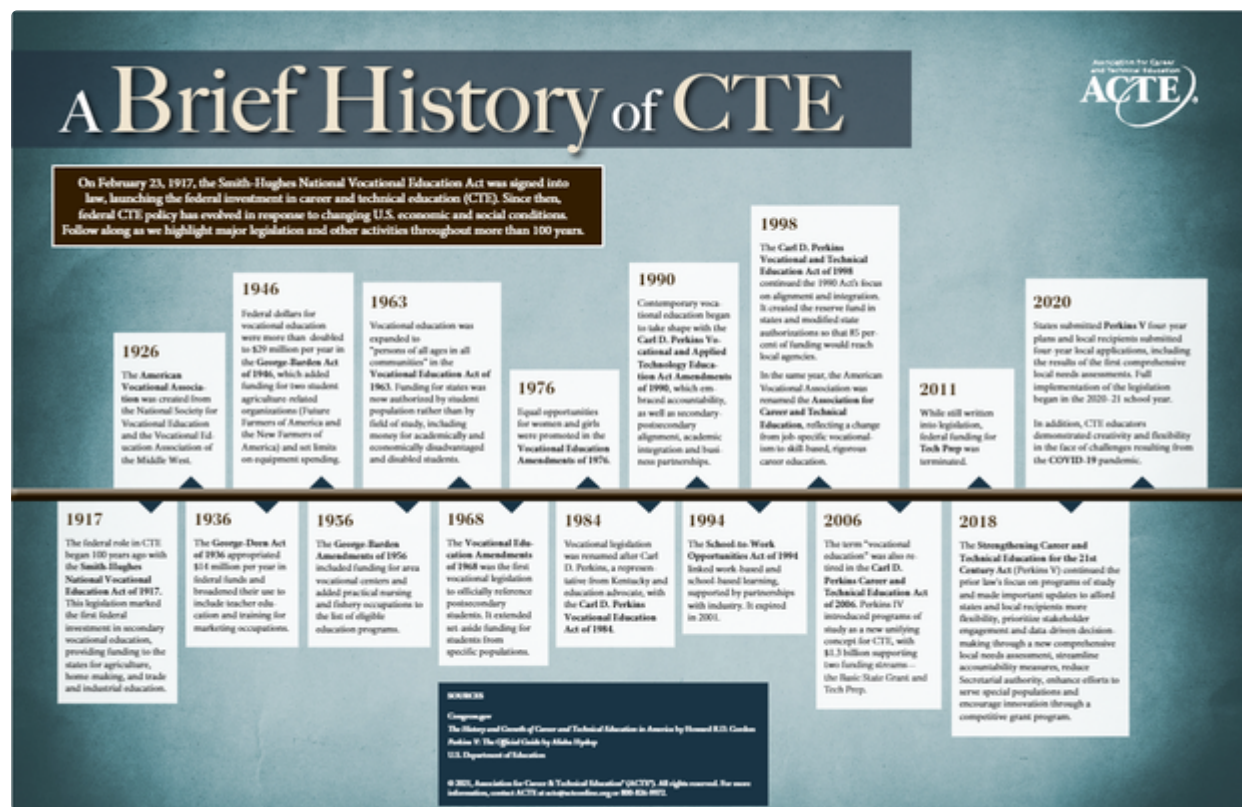 A Brief History of CTE
Association for Career
and Technical Education
ACTE®
On February 23, 1917, the Smith-Hughes National Vocational Education Act was signed into
law, launching the federal investment in career and technical education (CTE). Since then,
federal CTE policy has evolved in response to changing U.S. economic and social conditions.
Follow along as we highlight major legislation and other activities throughout more than 100 years.
1917
The federal role in CTE
began 100 years ago with
the Smith-Hughes
National Vocational
Education Act of 1917.
This legislation marked
the first federal
investment in secondary
vocational education,
providing funding to the
states for agriculture,
home making, and trade
and industrial education.
1926
The American
Vocational Associa-
tion was created from
the National Society for
Vocational Education
and the Vocational Ed-
ucation Association of
the Middle West.
1936
The George-Deen Act
of 1936 appropriated
$14 million per year in
federal funds and
broadened their use to
include teacher edu-
cation and training for
marketing occupations.
1946
Federal dollars for
vocational education
were more than doubled
to $29 million per year in
the George-Barden Act
of 1946, which added
funding for two student
agriculture-related
organizations (Future
Farmers of America and
the New Farmers of
America) and set limits
on equipment spending.
1956
The George-Barden
Amendments of 1956
included funding for area
vocational centers and
added practical nursing
and fishery occupations to
the list of eligible
education programs.
1963
Vocational education was
expanded to
"persons of all ages in all
communities" in the
Vocational Education Act of
1963. Funding for states was
now authorized by student
population rather than by
field of study, including
money for academically and
economically disadvantaged
and disabled students.
1968
The Vocational Edu-
cation Amendments
of 1968 was the first
vocational legislation
to officially reference
postsecondary
students. It extended
set-aside funding for
students from
specific populations.
1976
Equal opportunities
for women and girls
were promoted in the
Vocational Education
Amendments of 1976.
1984
Vocational legislation
was renamed after Carl
D. Perkins, a represen-
tative from Kentucky and
education advocate, with
the Carl D. Perkins
Vocational Education
Act of 1984.
1990
Contemporary voca-
tional education began
to take shape with the
Carl D. Perkins Vo-
cational and Applied
Technology Educa-
tion Act Amendments
of 1990, which em-
braced accountability,
as well as secondary-
postsecondary
alignment, academic
integration and busi-
ness partnerships.
1994
The School-to-Work
Opportunities Act of 1994
linked work-based and
school-based learning,
supported by partnerships
with industry. It expired
in 2001.
1998
The Carl D. Perkins
Vocational and Technical
Education Act of 1998
continued the 1990 Act's focus
on alignment and integration.
It created the reserve fund in
states and modified state
authorizations so that 85 per-
cent of funding would reach
local agencies.
In the same year, the American
Vocational Association was
renamed the Association for
Career and Technical
Education, reflecting a change
from job-specific vocational-
ism to skill-based, rigorous
career education.
2006
The term "vocational
education" was also re-
tired in the Carl D.
Perkins Career and
Technical Education Act
of 2006. Perkins IV
introduced programs of
study as a new unifying
concept for CTE, with
$1.3 billion supporting
two funding streams—
the Basic State Grant and
Tech Prep.
2011
While still written
into legislation,
federal funding for
Tech Prep was
terminated.
2018
The Strengthening Career and
Technical Education for the 21st
Century Act (Perkins V) continued the
prior law's focus on programs of study
and made important updates to afford
states and local recipients more
flexibility, prioritize stakeholder
engagement and data-driven decision-
making through a new comprehensive
local needs assessment, streamline
accountability measures, reduce
Secretarial authority, enhance efforts to
serve special populations and
encourage innovation through a
competitive grant program.
2020
States submitted Perkins V four-year
plans and local recipients submitted
four-year local applications, including
the results of the first comprehensive
local needs assessments. Full
implementation of the legislation
began in the 2020-21 school year.
In addition, CTE educators
demonstrated creativity and flexibility
in the face of challenges resulting from
the COVID-19 pandemic.
SOURCES
Congress.gov
The History and Growth of Career and Technical Education in America by Howard R.D. Gordon
Perkins V: The Official Guide by Alisha Hyslop
U.S. Department of Education
Association for Career & Technical Education® (ACTE®). All rights reserved. For more
information, contact ACTE at acte@acteonline.org or 800-826-9972.